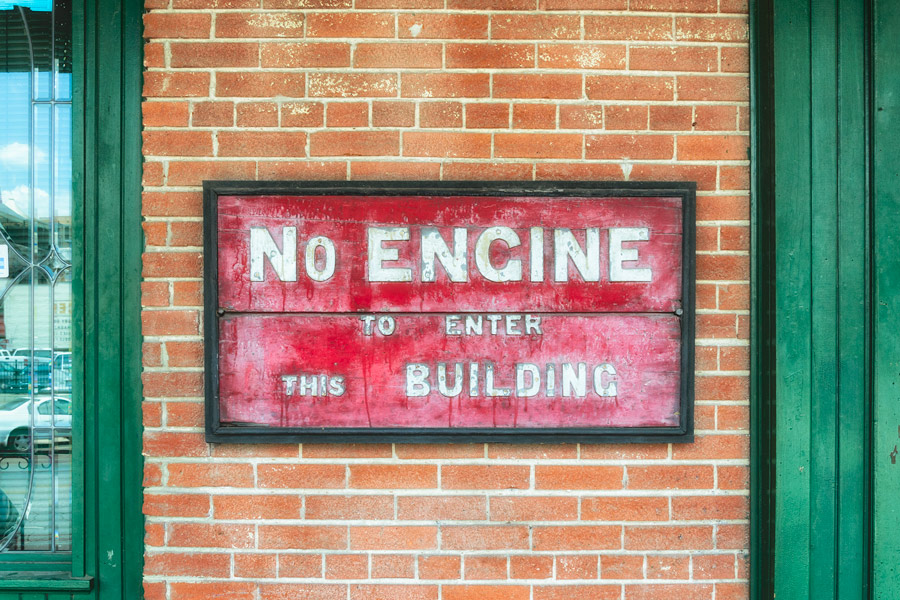 No ENGINE
TO ENTER
THIS BUILDING